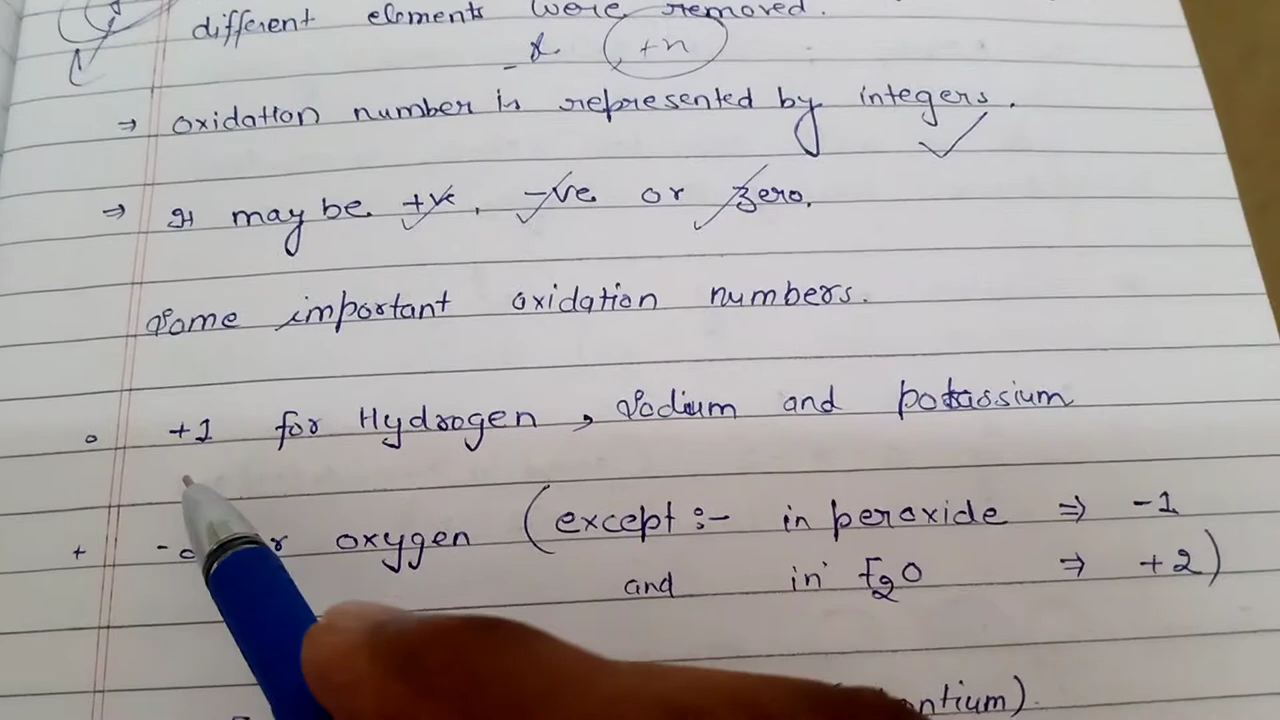 different elements were removed.
+n
⇒ oxidation number is represented by integers.
⇒ It may be +ve, -ve or zero.
Some important oxidation numbers.
+1 for Hydrogen, Sodium and potassium
oxygen (except :- in peroxide ⇒ -1
and in F2O ⇒ +2)